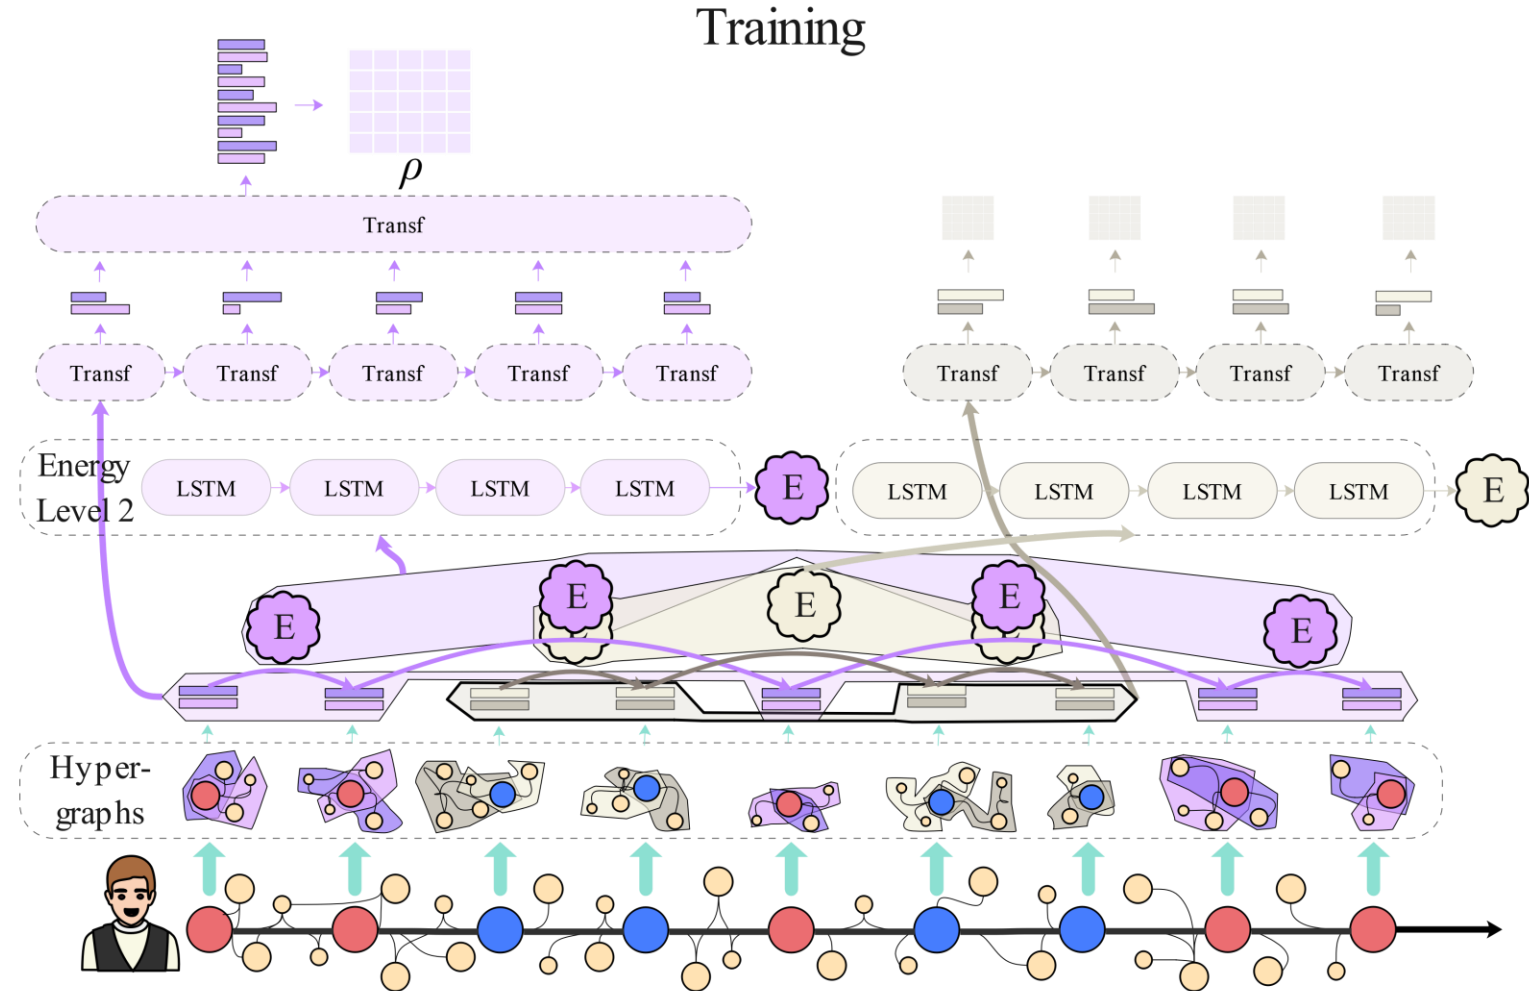 Training
ρ
Transf
Transf
Transf
Transf
Transf
Transf
Transf
Transf
Transf
Transf
Energy
Level 2
LSTM
LSTM
LSTM
LSTM
E
LSTM
LSTM
LSTM
LSTM
E
E
E
E
E
E
E
E
Hyper-
graphs